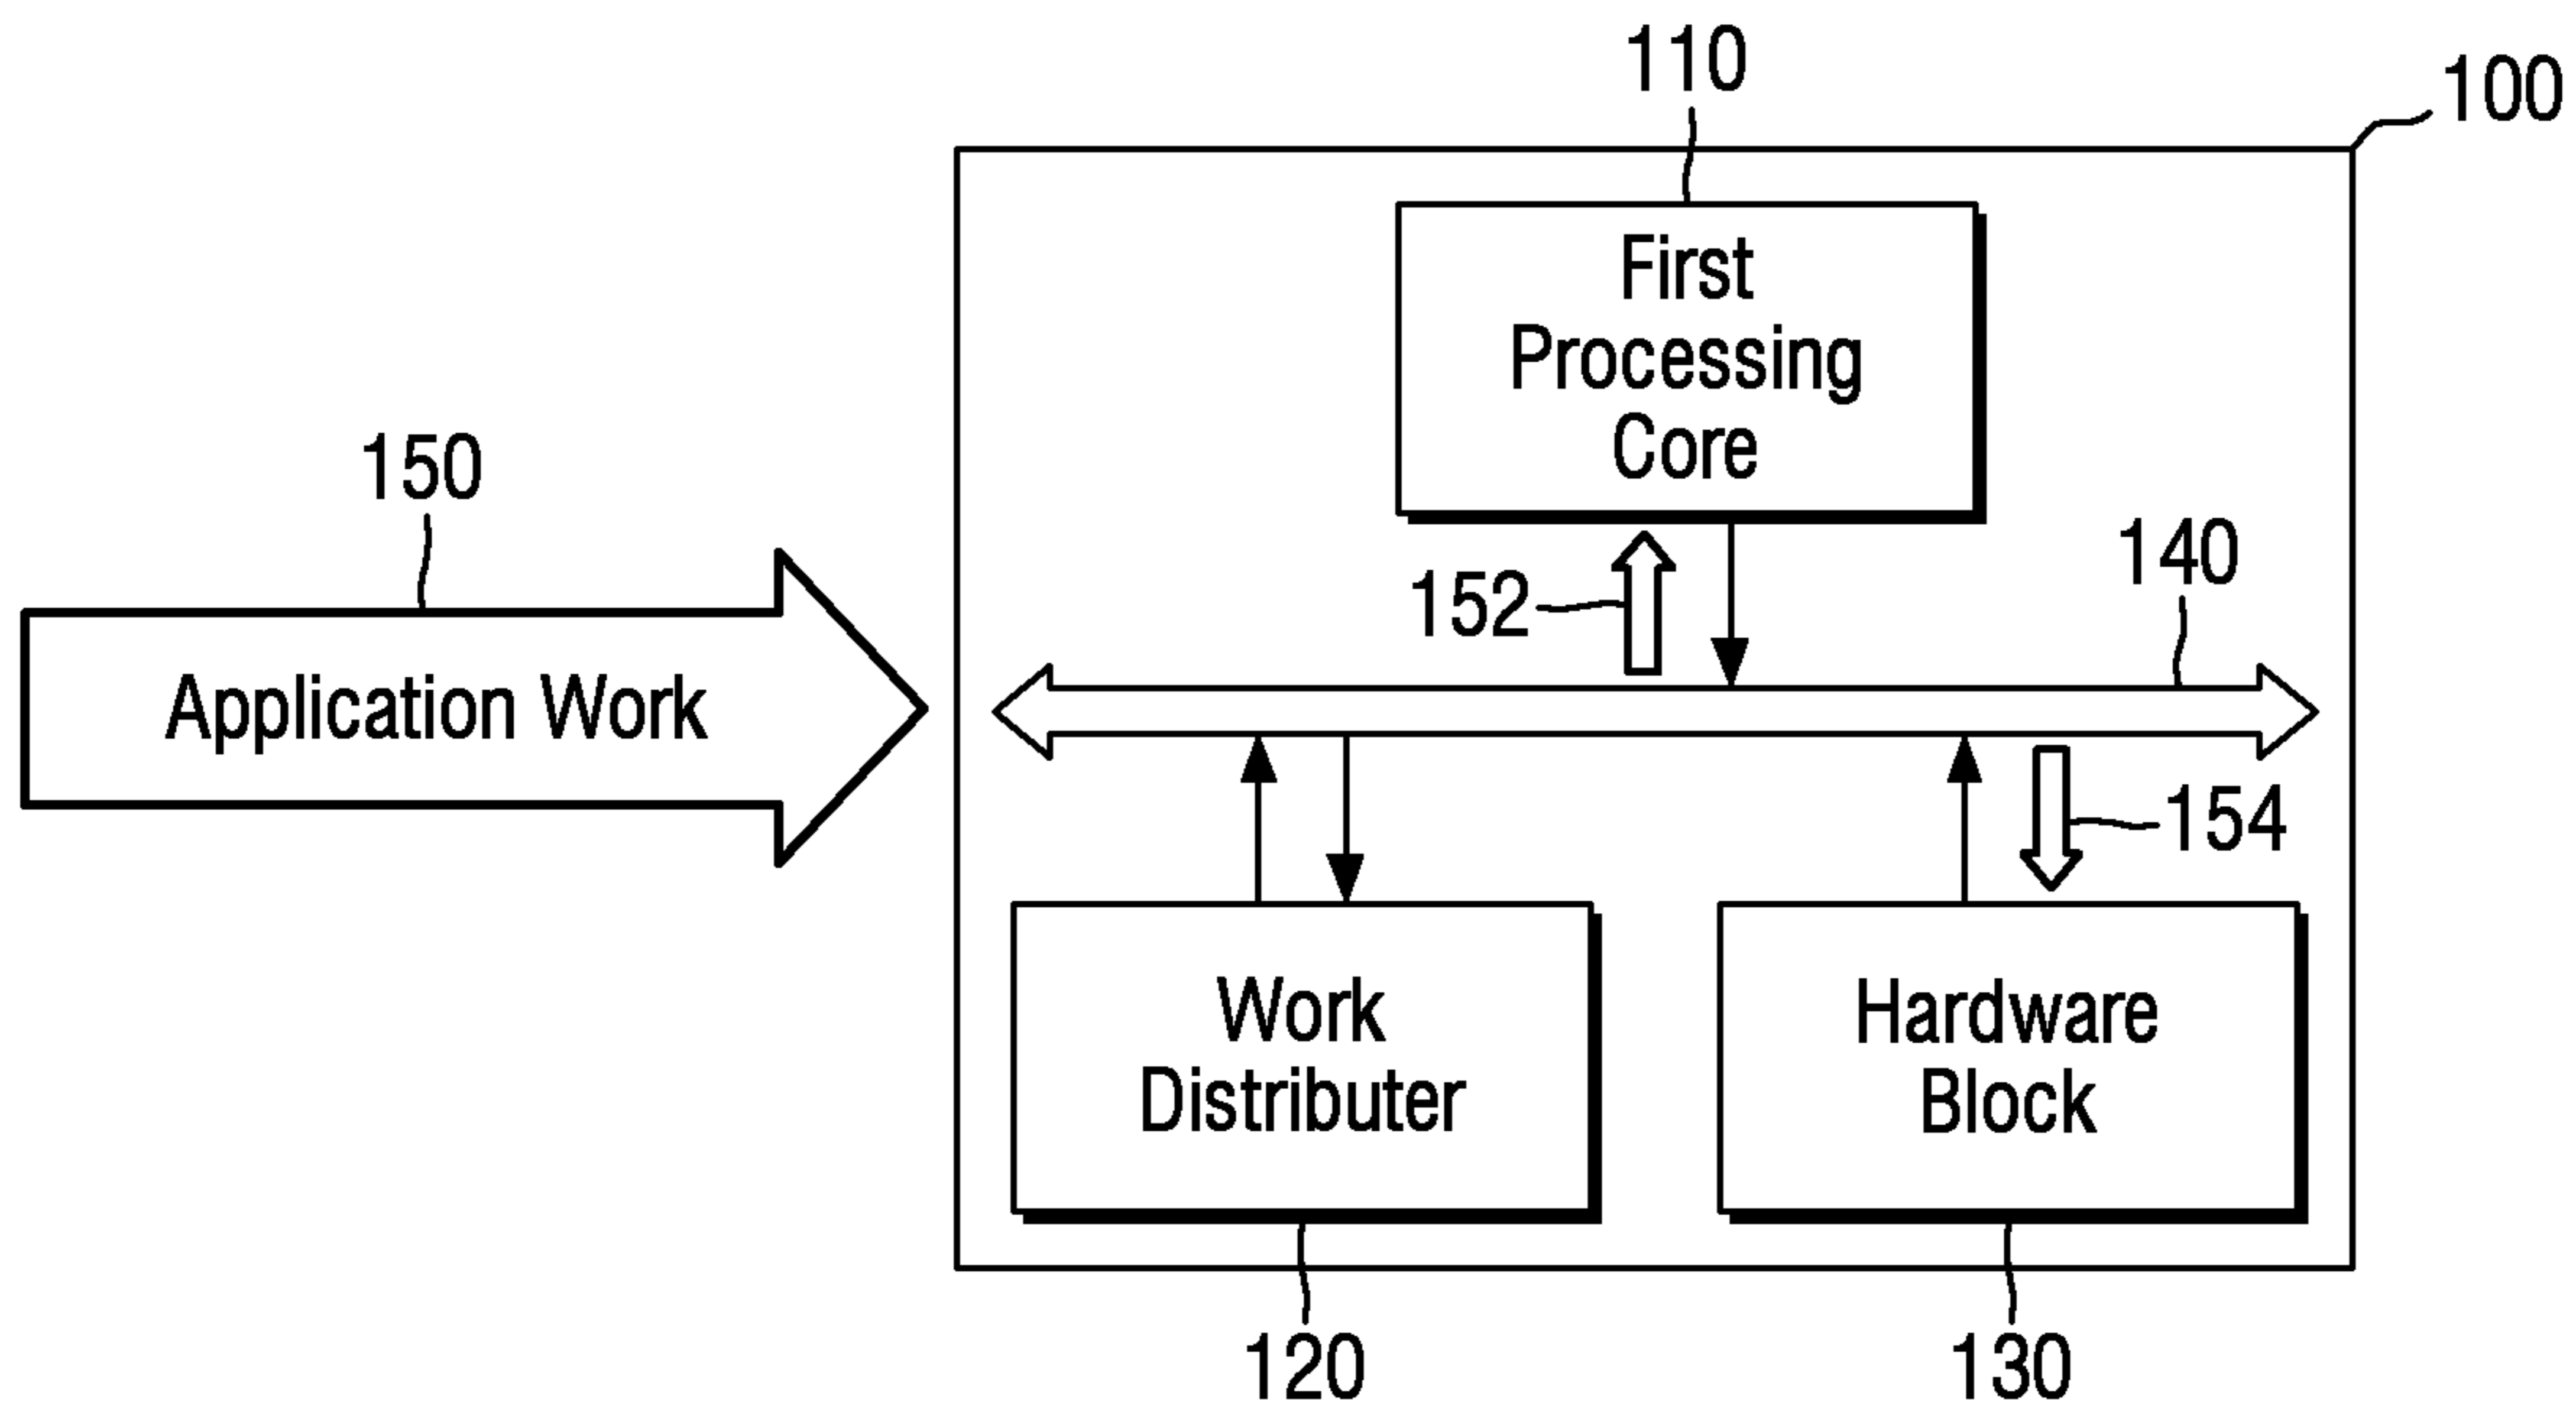 110
100
First
Processing
Core
150
140
152
Application Work
154
Work
Distributer
Hardware
Block
120
130